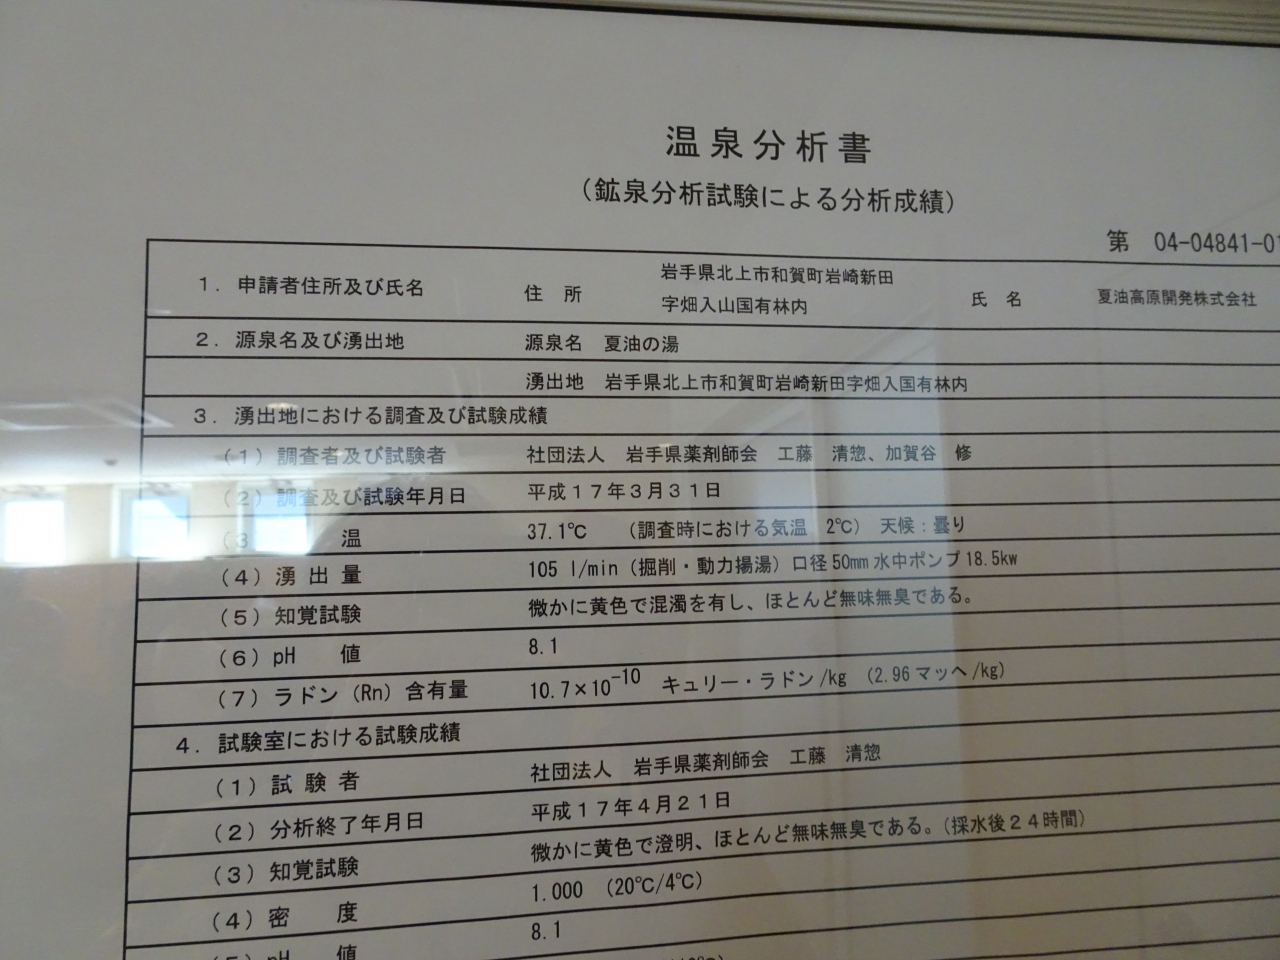 温泉分析書
（鉱泉分析試験による分析成績）
第 04-04841-01
1．申請者住所及び氏名 住 所 岩手県北上市和賀町岩崎新田 字畑入山国有林内 氏 名 夏油高原開発株式会社
2．源泉名及び湧出地 源泉名 夏油の湯
湧出地 岩手県北上市和賀町岩崎新田字畑入国有林内
3．湧出地における調査及び試験成績
（1）調査者及び試験者 社団法人 岩手県薬剤師会 工藤 清惣、加賀谷 修
（2）調査及び試験年月日 平成１７年３月３１日
（3 温 37.1℃ （調査時における気温 2℃） 天候：曇り
（4）湧 出 量 105 l/min（掘削・動力揚湯）口径50mm水中ポンプ18.5kw
（5）知覚試験 微かに黄色で混濁を有し、ほとんど無味無臭である。
（6）pH 値 8.1
（7）ラドン（Rn）含有量 10.7×10⁻¹⁰ キュリー・ラドン/kg （2.96マッヘ/kg）
4．試験室における試験成績
（1）試 験 者 社団法人 岩手県薬剤師会 工藤 清惣
（2）分析終了年月日 平成１７年４月２１日
（3）知覚試験 微かに黄色で澄明、ほとんど無味無臭である。（採水後２４時間）
（4）密 度 1.000 （20℃/4℃）
（5）pH 値 8.1